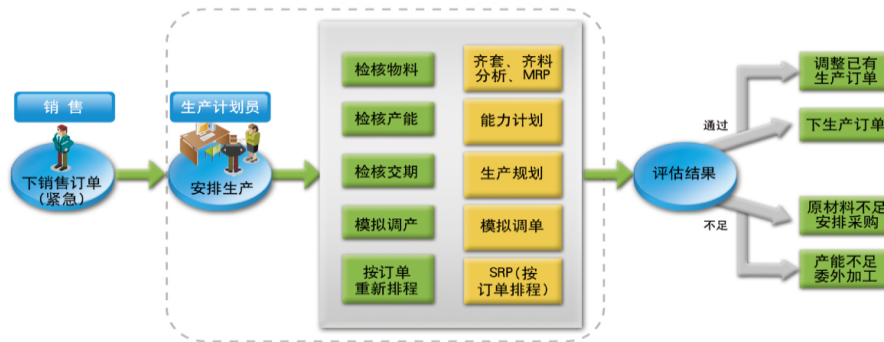 销 售
下销售订单
(紧急)
生产计划员
安排生产
检核物料
齐套、齐料
分析、MRP
检核产能
能力计划
检核交期
生产规划
模拟调产
模拟调单
按订单
重新排程
SRP(按
订单排程)
评估结果
通过
不足
调整已有
生产订单
下生产订单
原材料不足
安排采购
产能不足
委外加工